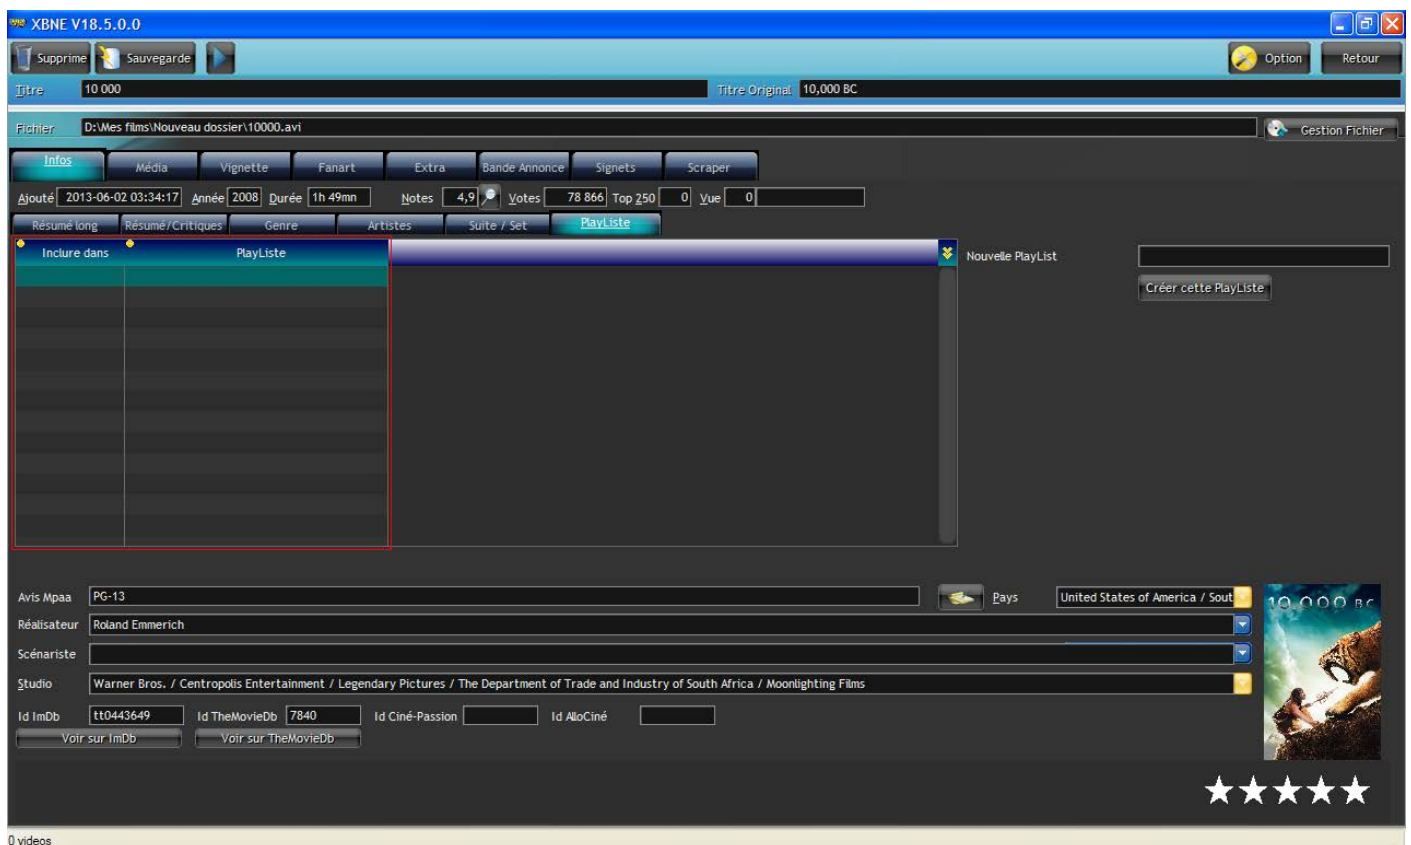 XBNE V18.5.0.0
Supprime Sauvegarde Option Retour
Titre 10 000 Titre Original 10,000 BC
Fichier D:\Mes films\Nouveau dossier\10000.avi Gestion Fichier
Infos Média Vignette Fanart Extra Bande Annonce Signets Scraper
Ajouté 2013-06-02 03:34:17 Année 2008 Durée 1h 49mn Notes 4,9 Votes 78 866 Top 250 0 Vue 0
Résumé long Résumé/Critiques Genre Artistes Suite / Set PlayListe
Inclure dans PlayListe Nouvelle PlayList
Créer cette PlayListe
Avis Mpaa PG-13 Pays United States of America / Sout
Réalisateur Roland Emmerich
Scénariste
Studio Warner Bros. / Centropolis Entertainment / Legendary Pictures / The Department of Trade and Industry of South Africa / Moonlighting Films
Id ImDb tt0443649 Id TheMovieDb 7840 Id Ciné-Passion Id AlloCiné
Voir sur ImDb Voir sur TheMovieDb
10,000 BC
0 videos